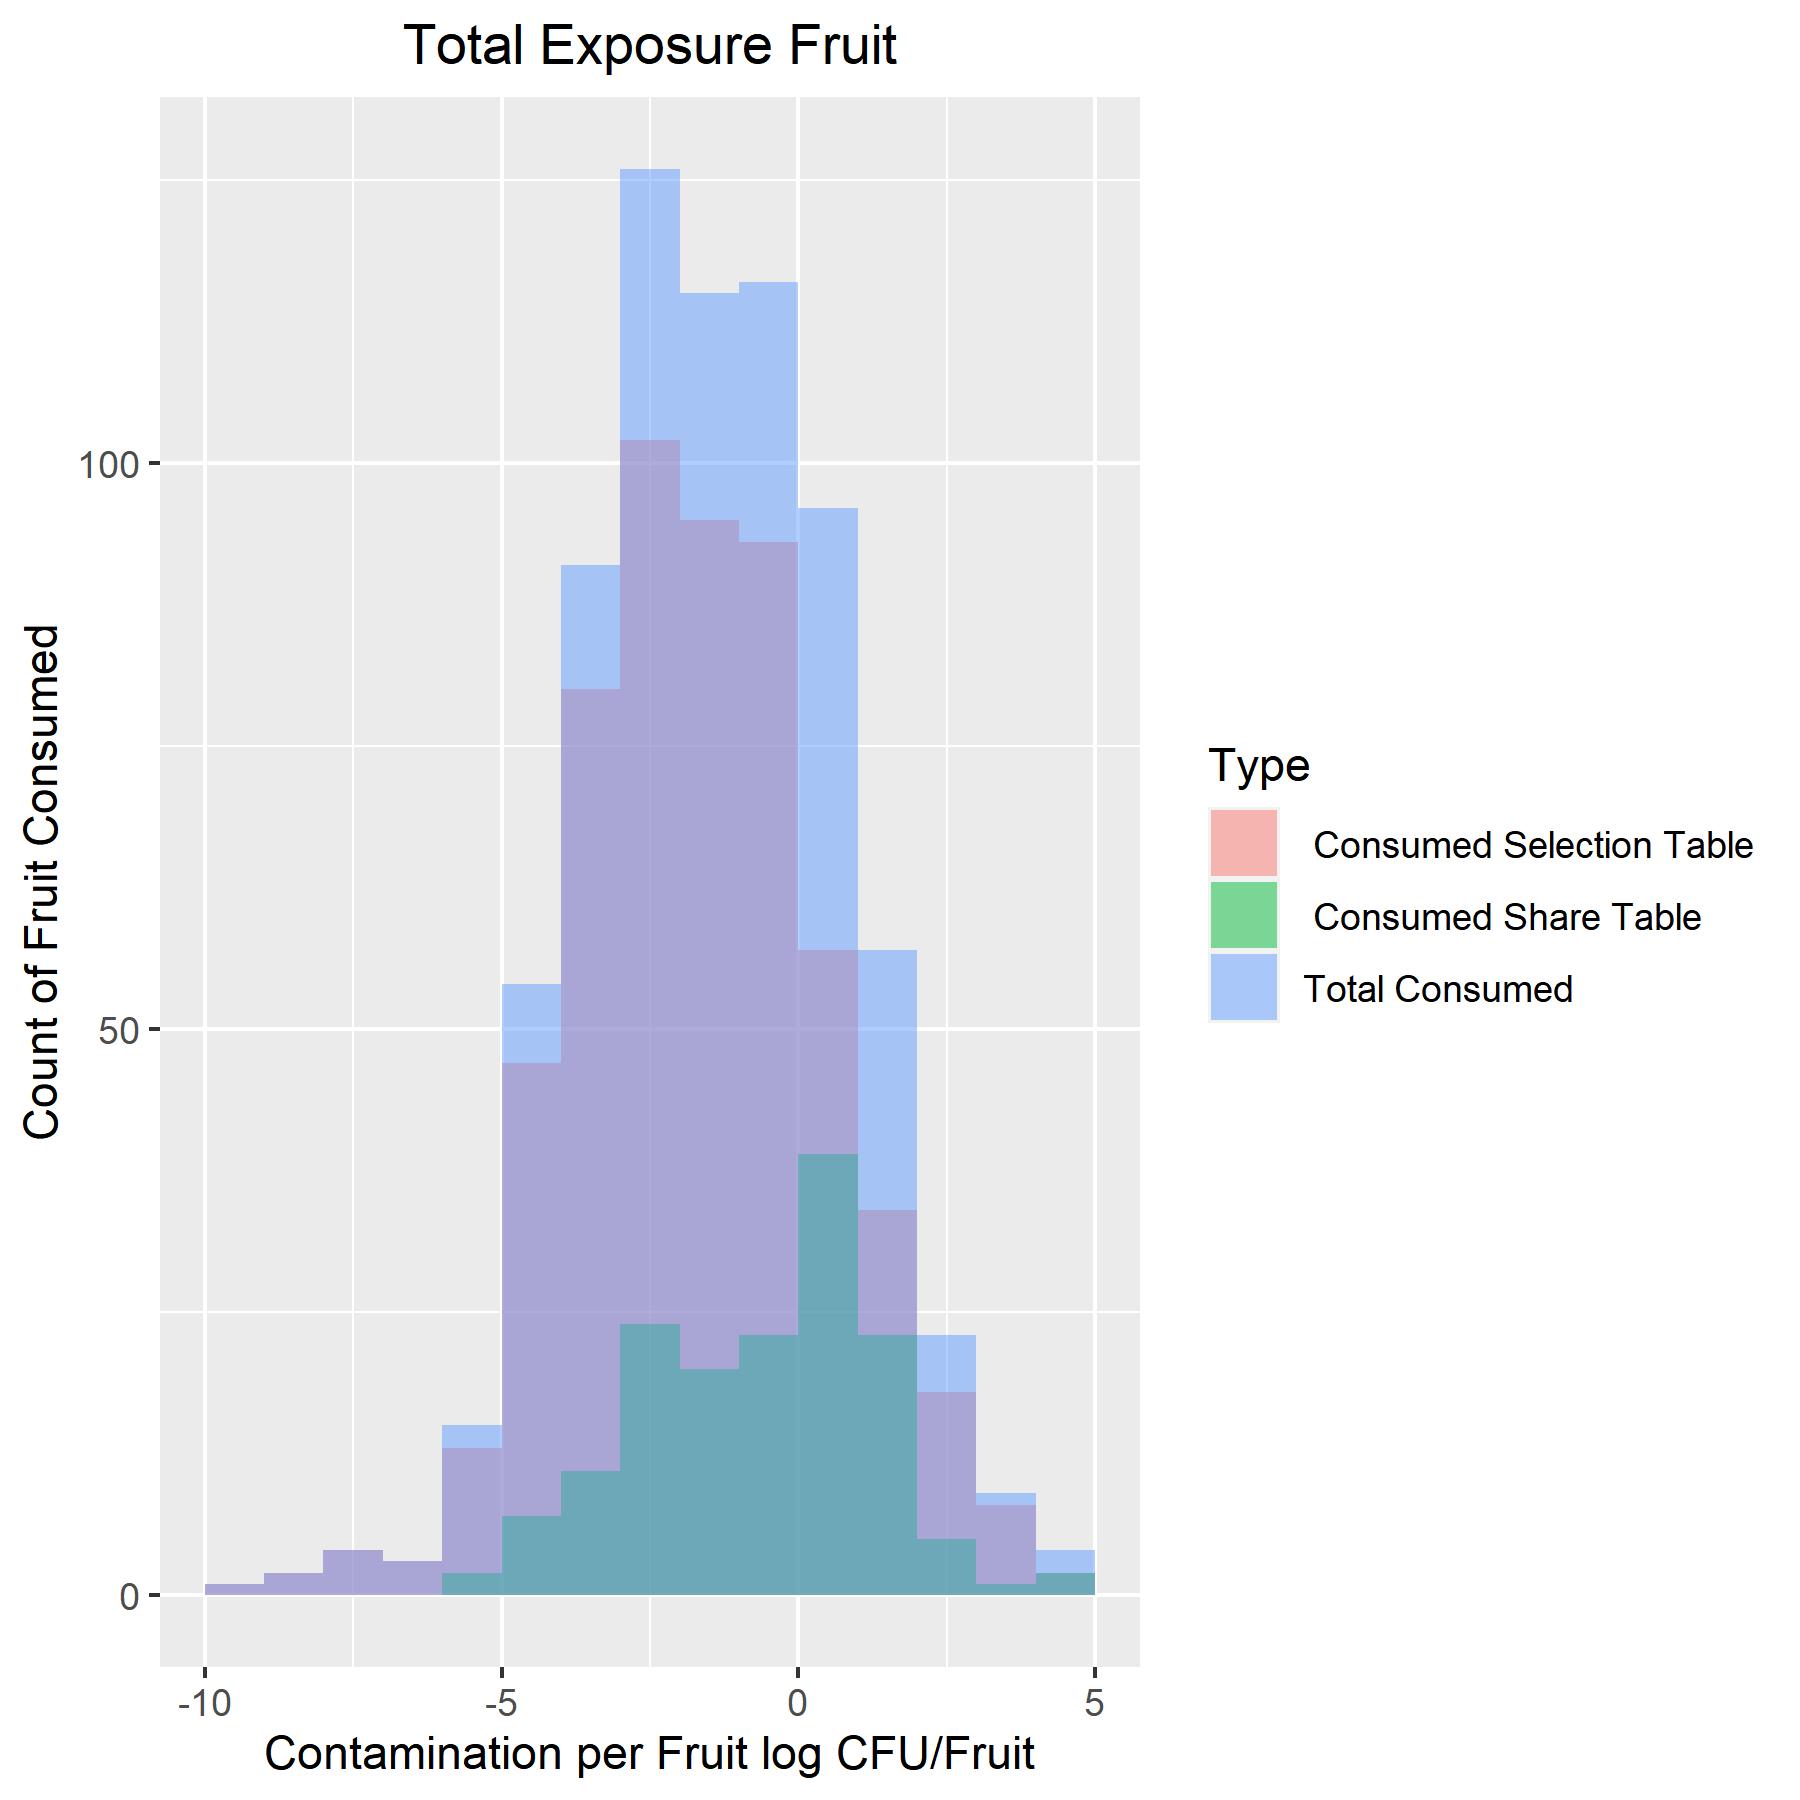 Total Exposure Fruit
Count of Fruit Consumed
100
50
0
-10
-5
0
5
Contamination per Fruit log CFU/Fruit
Type
Consumed Selection Table
Consumed Share Table
Total Consumed